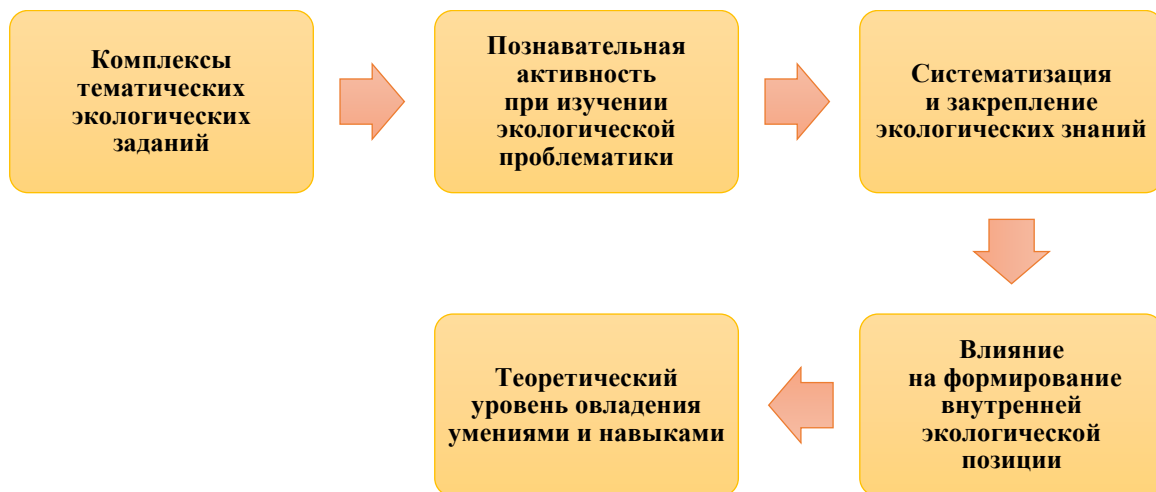 Комплексы
тематических
экологических
заданий
Познавательная
активность
при изучении
экологической
проблематики
Систематизация
и закрепление
экологических знаний
Влияние
на формирование
внутренней
экологической
позиции
Теоретический
уровень овладения
умениями и навыками